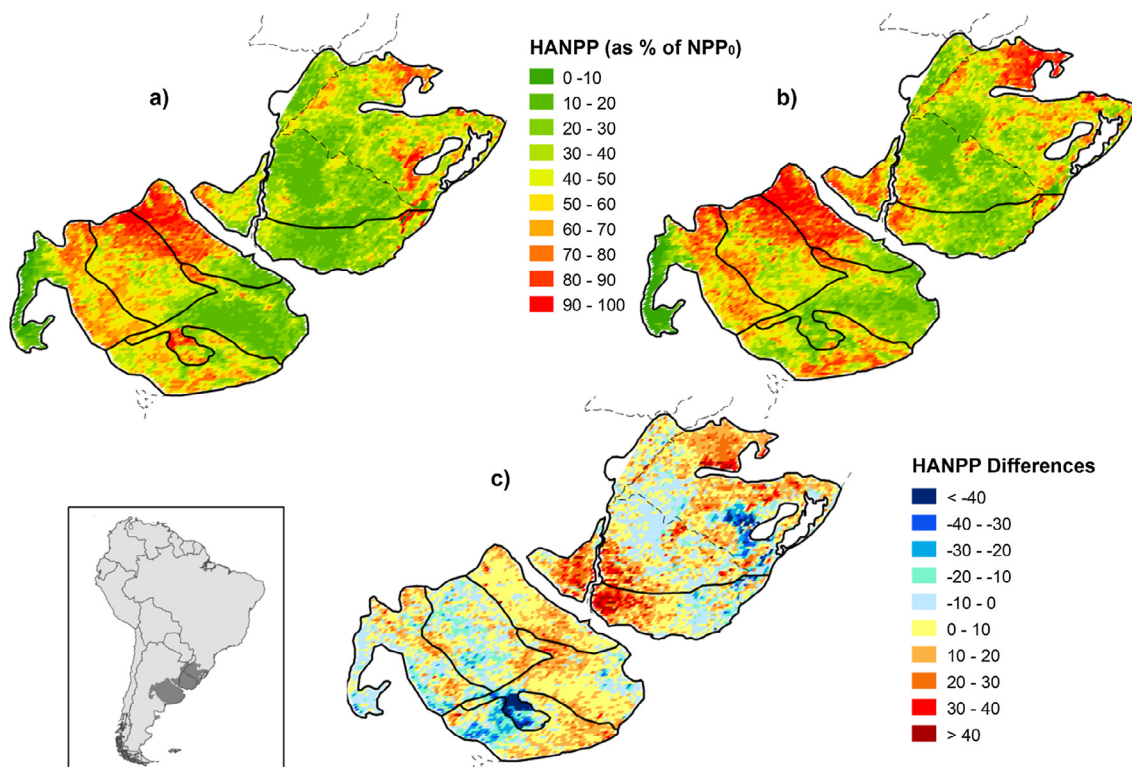 a)
HANPP (as % of NPP₀)
0 -10
10 - 20
20 - 30
30 - 40
40 - 50
50 - 60
60 - 70
70 - 80
80 - 90
90 - 100
b)
c)
HANPP Differences
< -40
-40 - -30
-30 - -20
-20 - -10
-10 - 0
0 - 10
10 - 20
20 - 30
30 - 40
> 40